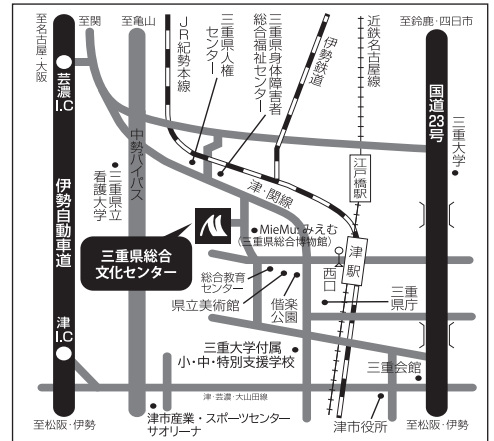 至名古屋・大阪
至関
至亀山
JR紀勢本線
三重県人権
センター
三重県身体障害者
総合福祉センター
伊勢鉄道
近鉄名古屋線
至鈴鹿・四日市
芸濃
I.C
国道23号
三重大学
中勢バイパス
三重県立
看護大学
江戸橋駅
津・関線
伊勢自動車道
MieMu:みえむ
(三重県総合博物館)
三重県総合
文化センター
津駅
西口
総合教育
センター
県立美術館
偕楽
公園
三重
県庁
津
I.C
三重大学付属
小・中・特別支援学校
三重会館
津・芸濃・大山田線
至松阪・伊勢
津市産業・スポーツセンター
サオリーナ
津市役所
至松阪・伊勢